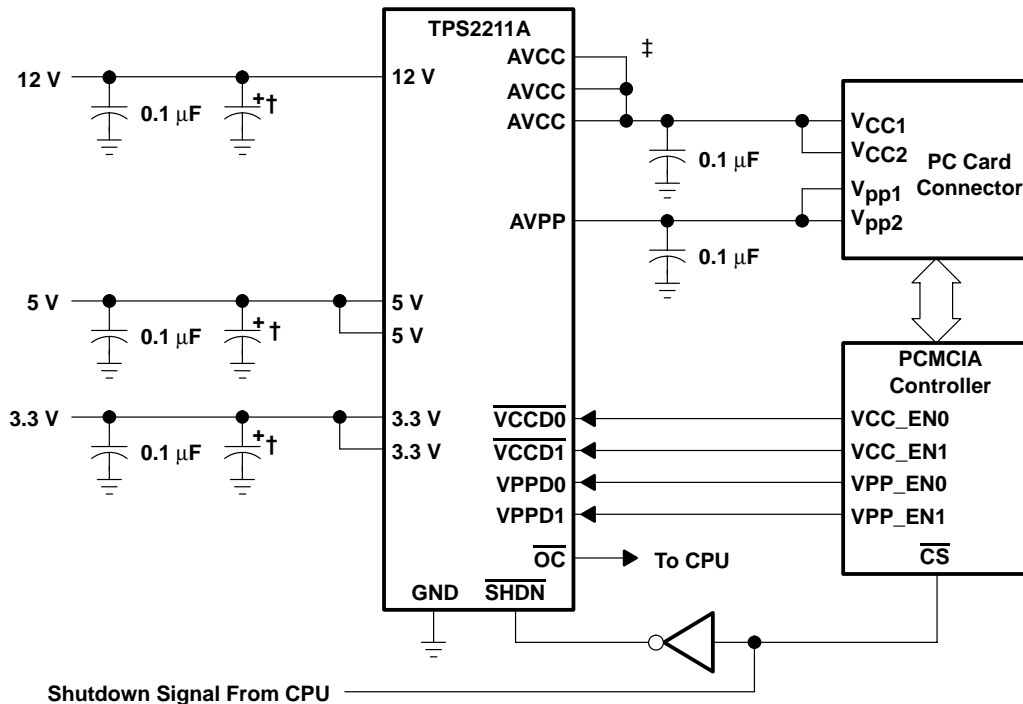 TPS2211A
12 V
0.1 µF
+†
12 V
AVCC
‡
AVCC
AVCC
0.1 µF
VCC1
VCC2
PC Card
Connector
Vpp1
Vpp2
AVPP
0.1 µF
5 V
0.1 µF
+†
5 V
5 V
3.3 V
0.1 µF
+†
3.3 V
3.3 V
PCMCIA
Controller
VCCD0
VCC_EN0
VCCD1
VCC_EN1
VPPD0
VPP_EN0
VPPD1
VPP_EN1
OC
To CPU
CS
GND
SHDN
Shutdown Signal From CPU